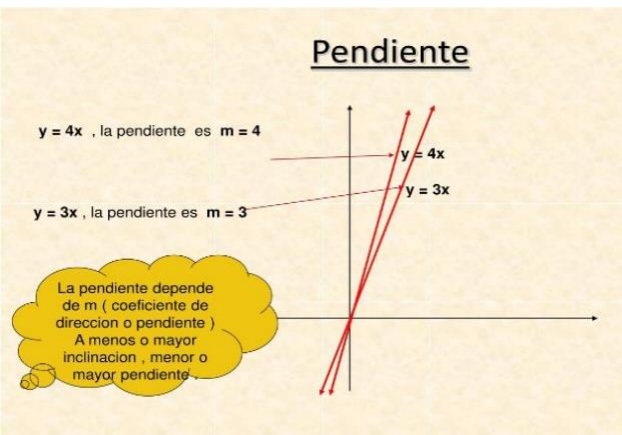 Pendiente
y = 4x , la pendiente es m = 4
y = 4x
y = 3x
y = 3x , la pendiente es m = 3
La pendiente depende
de m ( coeficiente de
direccion o pendiente )
A menos o mayor
inclinacion , menor o
mayor pendiente .